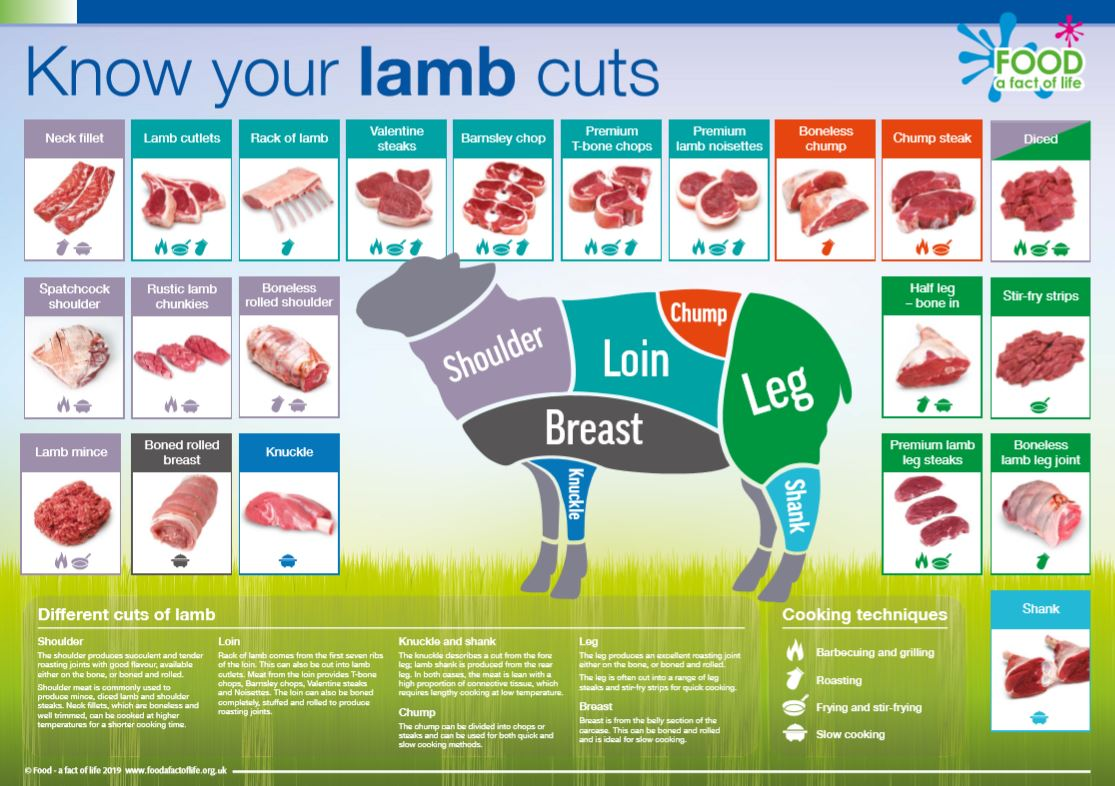 Know your lamb cuts
FOOD
a fact of life
Neck fillet
Lamb cutlets
Rack of lamb
Valentine
steaks
Barnsley chop
Premium
T-bone chops
Premium
lamb noisettes
Boneless
chump
Chump steak
Diced
Spatchcock
shoulder
Rustic lamb
chunkies
Boneless
rolled shoulder
Half leg
– bone in
Stir-fry strips
Lamb mince
Boned rolled
breast
Knuckle
Premium lamb
leg steaks
Boneless
lamb leg joint
Shank
Shoulder
Loin
Chump
Leg
Breast
Knuckle
Shank
Different cuts of lamb
Shoulder
The shoulder produces succulent and tender
roasting joints with good flavour, available
either on the bone, or boned and rolled.
Shoulder meat is commonly used to
produce mince, diced lamb and shoulder
steaks. Neck fillets, which are boneless and
well trimmed, can be cooked at higher
temperatures for a shorter cooking time.
Loin
Rack of lamb comes from the first seven ribs
of the loin. This can also be cut into lamb
cutlets. Meat from the loin provides T-bone
chops, Barnsley chops, Valentine steaks
and Noisettes. The loin can also be boned
completely, stuffed and rolled to produce
roasting joints.
Knuckle and shank
The knuckle describes a cut from the fore
leg; lamb shank is produced from the rear
leg. In both cases, the meat is lean with a
high proportion of connective tissue, which
requires lengthy cooking at low temperature.
Chump
The chump can be divided into chops or
steaks and can be used for both quick and
slow cooking methods.
Leg
The leg produces an excellent roasting joint
either on the bone, or boned and rolled.
The leg is often cut into a range of leg
steaks and stir-fry strips for quick cooking.
Breast
Breast is from the belly section of the
carcase. This can be boned and rolled
and is ideal for slow cooking.
Cooking techniques
Barbecuing and grilling
Roasting
Frying and stir-frying
Slow cooking
© Food - a fact of life 2019 www.foodafactoflife.org.uk